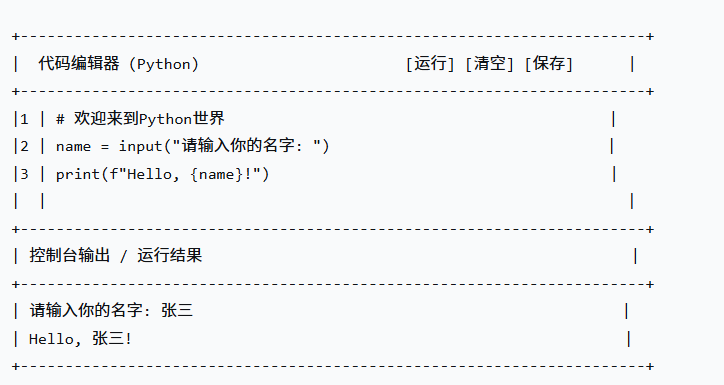 +----------------------------------------------------------------------+
|  代码编辑器 (Python)                       [运行] [清空] [保存]      |
+----------------------------------------------------------------------+
|1 | # 欢迎来到Python世界                                           |
|2 | name = input("请输入你的名字: ")                               |
|3 | print(f"Hello, {name}!")                                      |
|  |                                                                 |
+----------------------------------------------------------------------+
| 控制台输出 / 运行结果                                                |
+----------------------------------------------------------------------+
| 请输入你的名字: 张三                                                |
| Hello, 张三!                                                       |
+----------------------------------------------------------------------+